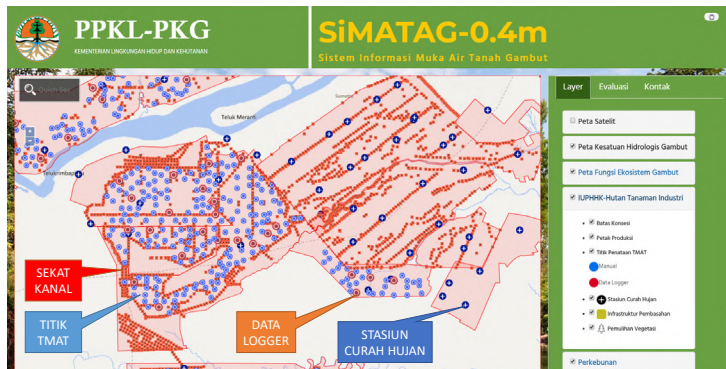 PPKL-PKG
KEMENTERIAN LINGKUNGAN HIDUP DAN KEHUTANAN
SiMATAG-0.4m
Sistem Informasi Muka Air Tanah Gambut
Layer Evaluasi Kontak
Teluk Meranti
Peta Satelit
Peta Kesatuan Hidrologis Gambut
Peta Fungsi Ekosistem Gambut
IUPHHK-Hutan Tanaman Industri
Batas Konsesi
Petak Produksi
Titik Penataan TMAT
Manual
Data Logger
Stasiun Curah Hujan
Infrastruktur Pembasahan
Pemulihan Vegetasi
Perkebunan
SEKAT
KANAL
TITIK
TMAT
DATA
LOGGER
STASIUN
CURAH HUJAN